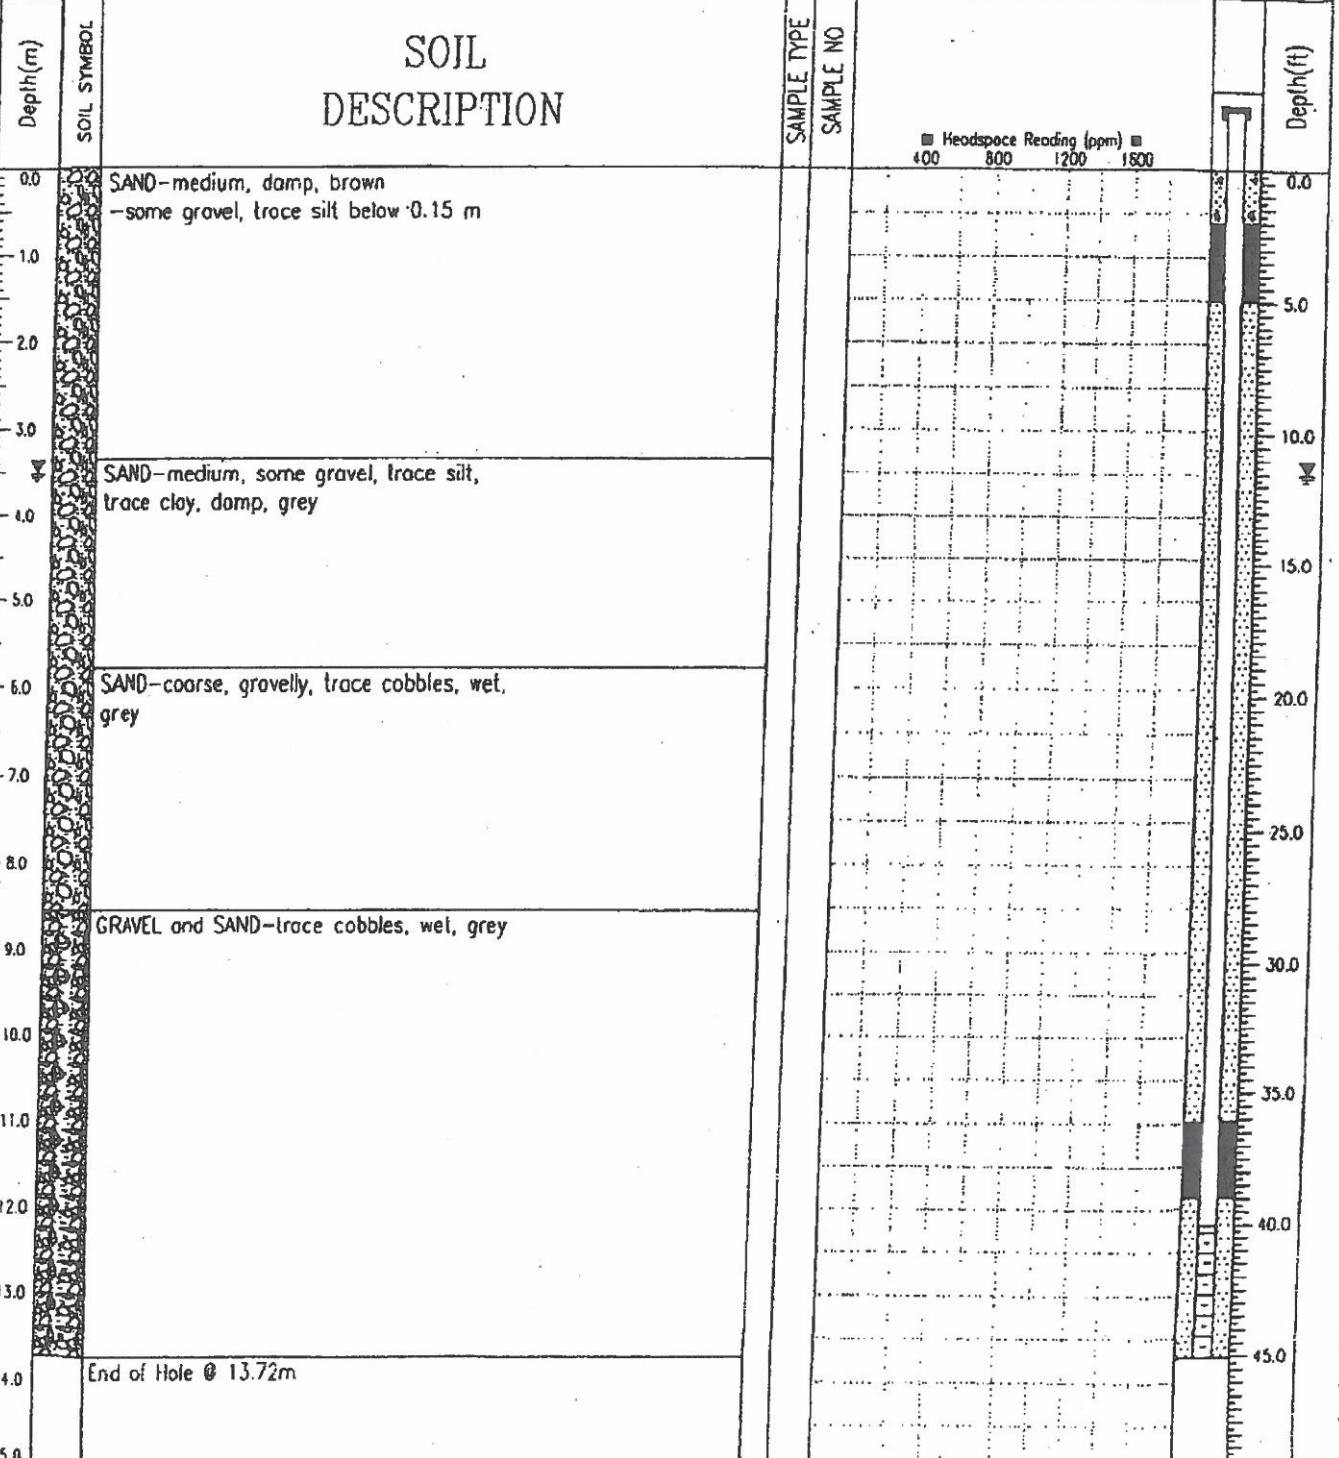 Depth(m)
SOIL SYMBOL
SOIL
DESCRIPTION
SAMPLE TYPE
SAMPLE NO
Headspace Reading (ppm)
400 800 1200 1600
Depth(ft)
0.0
1.0
2.0
3.0
4.0
5.0
6.0
7.0
8.0
9.0
10.0
11.0
12.0
3.0
4.0
5.0
SAND-medium, damp, brown
-some gravel, trace silt below 0.15 m
SAND-medium, some gravel, trace silt,
trace clay, damp, grey
SAND-coarse, gravelly, trace cobbles, wet,
grey
GRAVEL and SAND-trace cobbles, wet, grey
End of Hole @ 13.72m
0.0
5.0
10.0
15.0
20.0
25.0
30.0
35.0
40.0
45.0